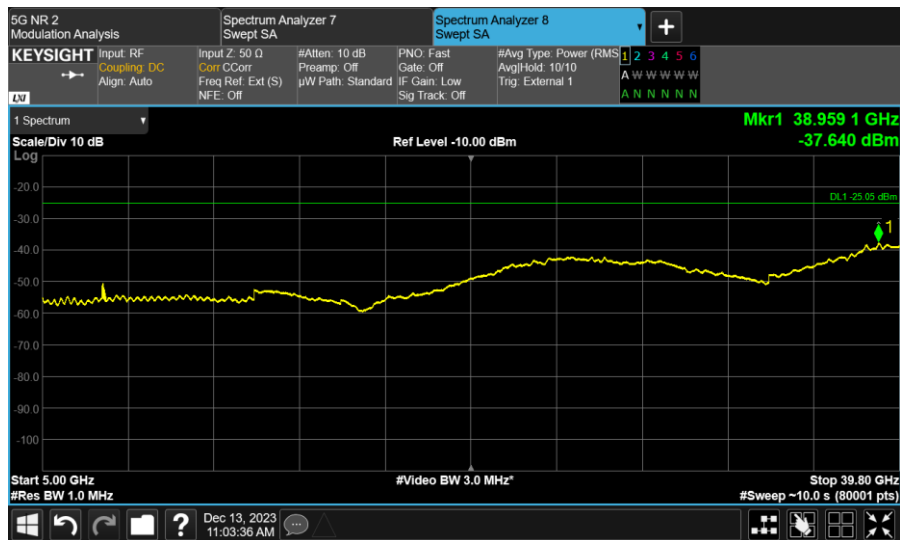 5G NR 2
Modulation Analysis
Spectrum Analyzer 7
Swept SA
Spectrum Analyzer 8
Swept SA
KEYSIGHT
LXI
Input: RF
Coupling: DC
Align: Auto
Input Z: 50 Ω
Corr CCorr
Freq Ref: Ext (S)
NFE: Off
#Atten: 10 dB
Preamp: Off
µW Path: Standard
PNO: Fast
Gate: Off
IF Gain: Low
Sig Track: Off
#Avg Type: Power (RMS
Avg|Hold: 10/10
Trig: External 1
1 2 3 4 5 6
A W W W W W
A N N N N N
1 Spectrum
Scale/Div 10 dB
Ref Level -10.00 dBm
Mkr1 38.959 1 GHz
-37.640 dBm
Log
-20.0
DL1 -25.05 dBm
-30.0
1
-40.0
-50.0
-60.0
-70.0
-80.0
-90.0
-100
Start 5.00 GHz
#Video BW 3.0 MHz*
Stop 39.80 GHz
#Res BW 1.0 MHz
#Sweep ~10.0 s (80001 pts)
Dec 13, 2023
11:03:36 AM